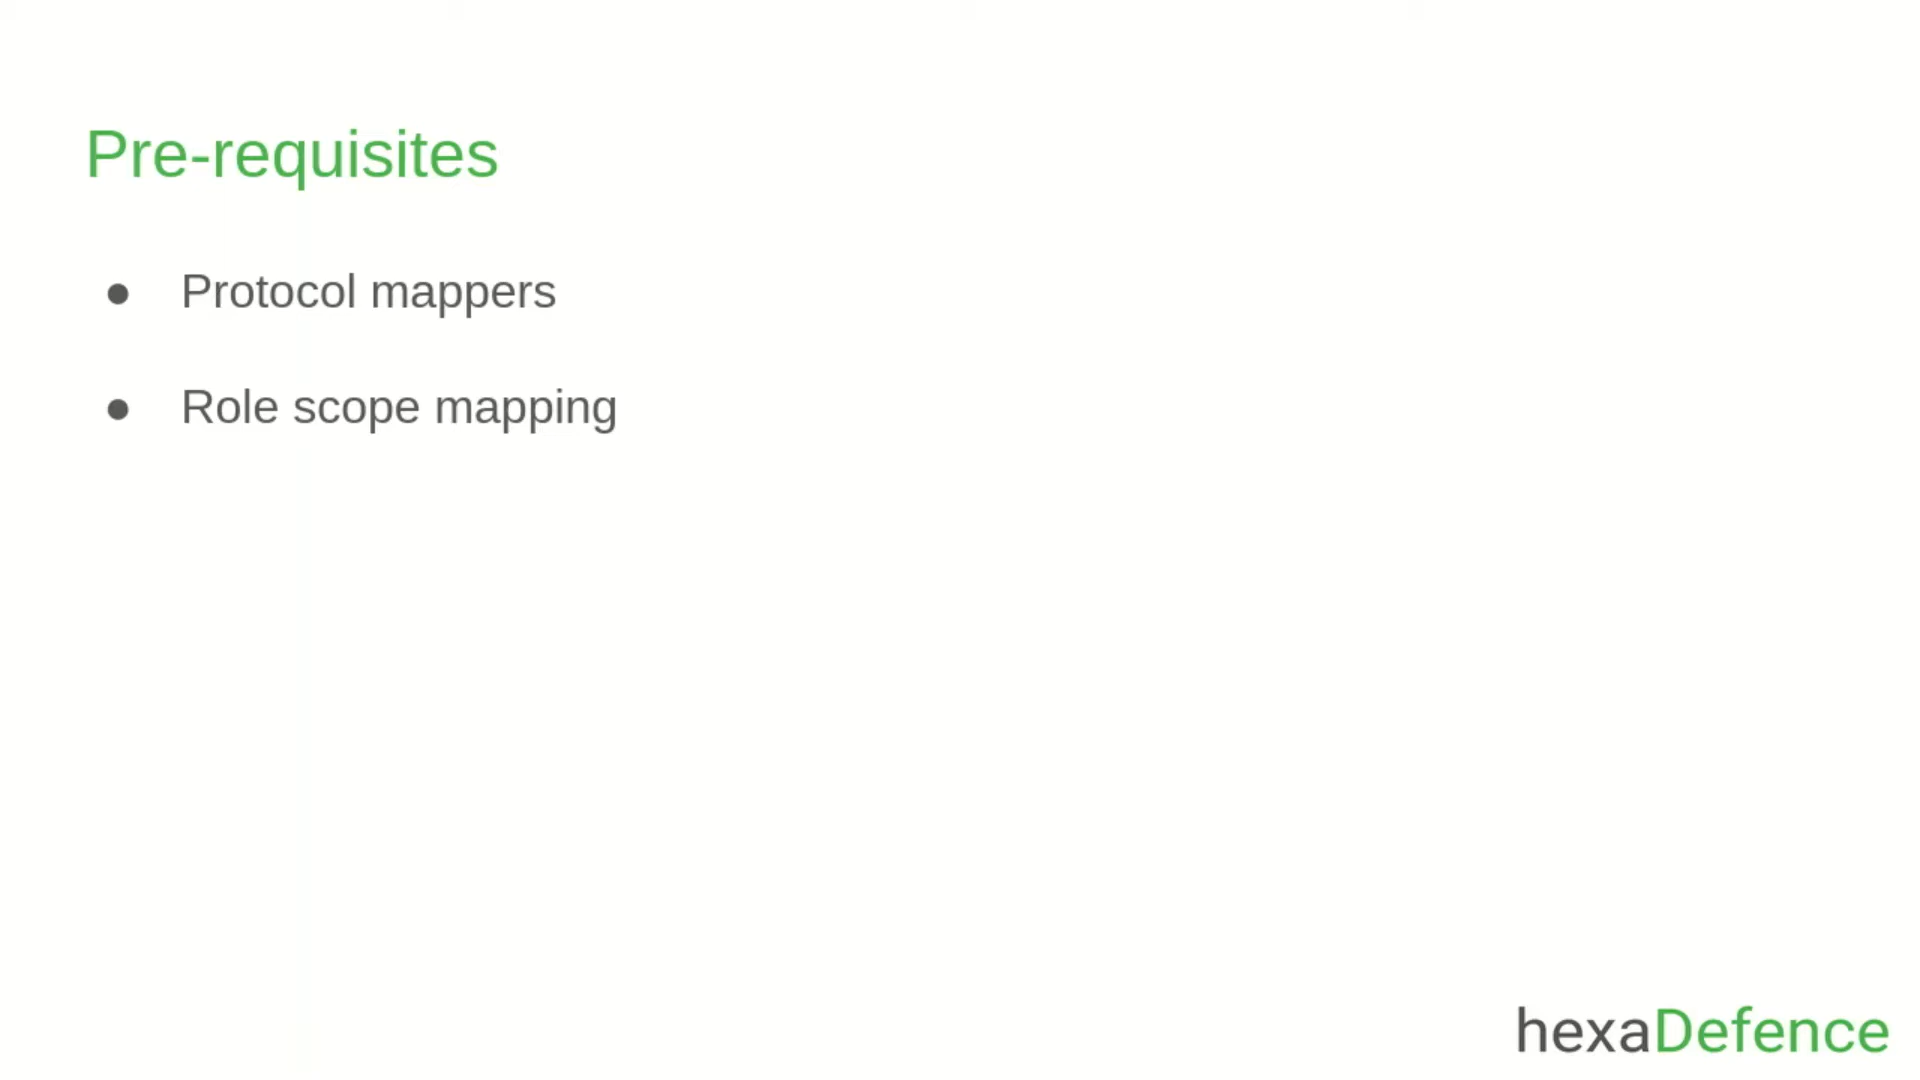 Pre-requisites
● Protocol mappers
● Role scope mapping
hexaDefence